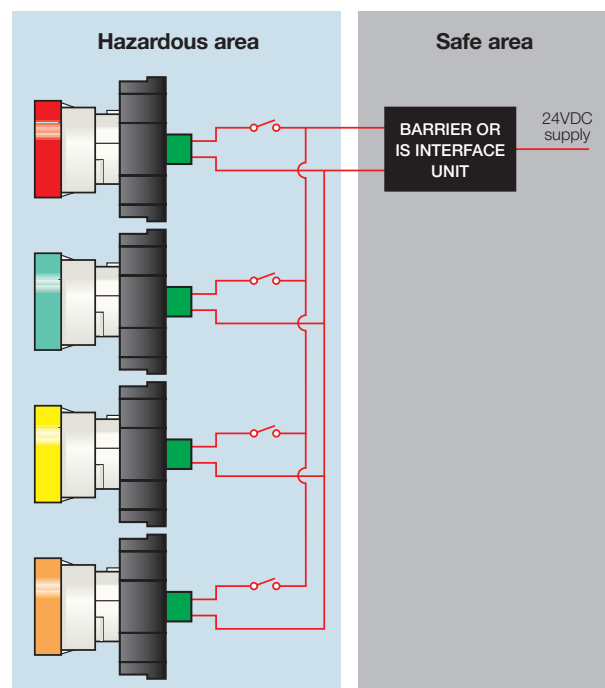 Hazardous area
Safe area
BARRIER OR
IS INTERFACE
UNIT
24VDC
supply